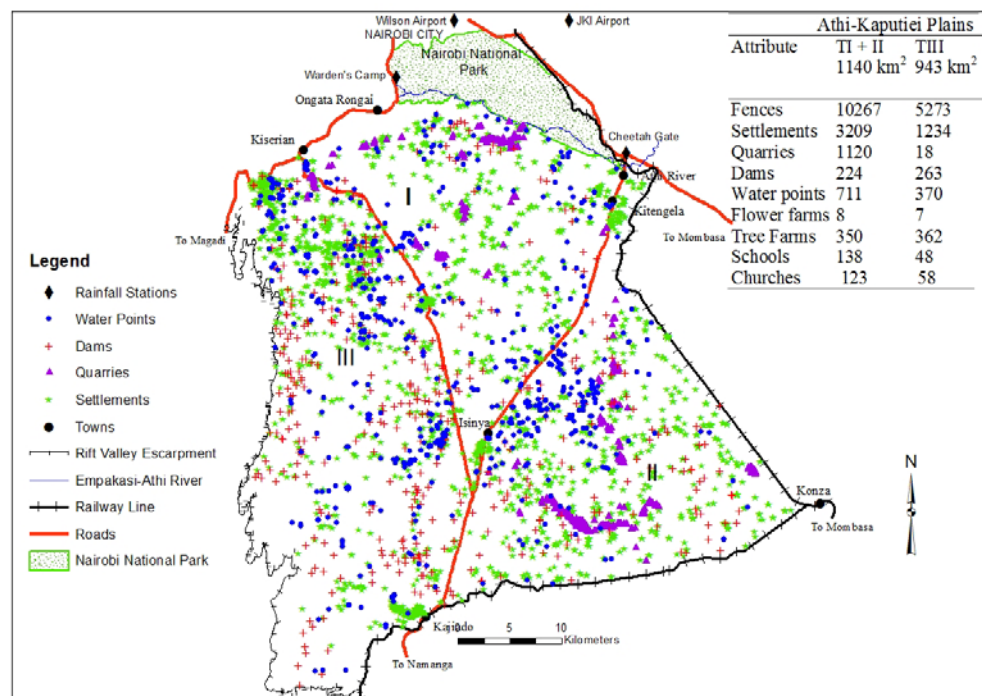 Wilson Airport
NAIROBI CITY
JKI Airport
Nairobi National
Park
Warden's Camp
Ongata Rongai
Kiserian
Cheetah Gate
Athi River
Kitengela
To Magadi
To Mombasa
I
III
II
Isinya
Konza
To Mombasa
Kajiado
To Namanga
N
0 5 10
Kilometers
Legend
Rainfall Stations
Water Points
Dams
Quarries
Settlements
Towns
Rift Valley Escarpment
Empakasi-Athi River
Railway Line
Roads
Nairobi National Park
Athi-Kaputiei Plains
Attribute TI + II TIII
1140 km² 943 km²
Fences 10267 5273
Settlements 3209 1234
Quarries 1120 18
Dams 224 263
Water points 711 370
Flower farms 8 7
Tree Farms 350 362
Schools 138 48
Churches 123 58